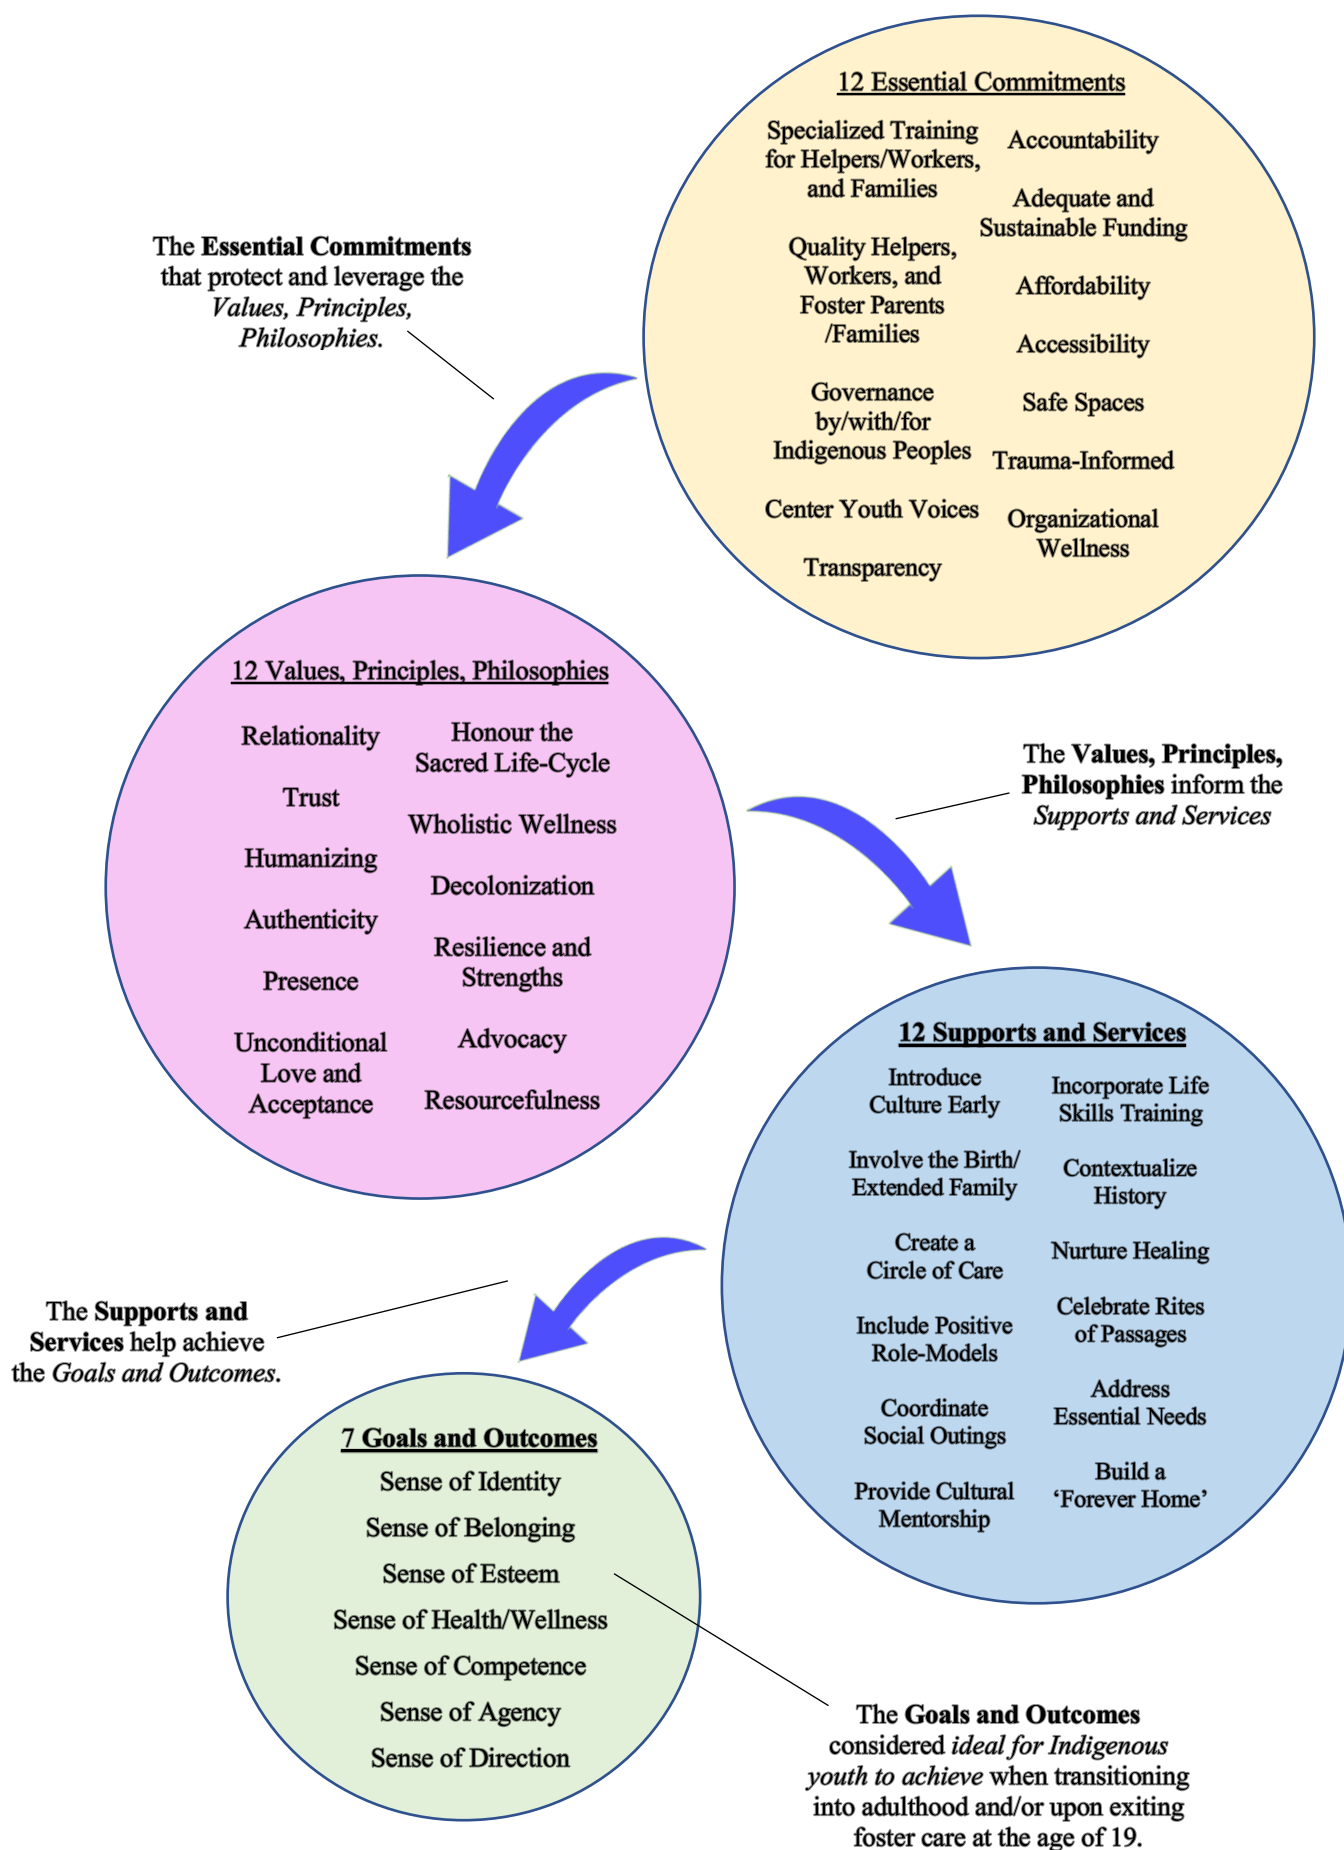 12 Essential Commitments
Specialized Training
for Helpers/Workers,
and Families
Quality Helpers,
Workers, and
Foster Parents
/Families
Governance
by/with/for
Indigenous Peoples
Center Youth Voices
Transparency
Accountability
Adequate and
Sustainable Funding
Affordability
Accessibility
Safe Spaces
Trauma-Informed
Organizational
Wellness
The Essential Commitments
that protect and leverage the
Values, Principles,
Philosophies.
12 Values, Principles, Philosophies
Relationality
Trust
Humanizing
Authenticity
Presence
Unconditional
Love and
Acceptance
Honour the
Sacred Life-Cycle
Wholistic Wellness
Decolonization
Resilience and
Strengths
Advocacy
Resourcefulness
The Values, Principles,
Philosophies inform the
Supports and Services
12 Supports and Services
Introduce
Culture Early
Involve the Birth/
Extended Family
Create a
Circle of Care
Include Positive
Role-Models
Coordinate
Social Outings
Provide Cultural
Mentorship
Incorporate Life
Skills Training
Contextualize
History
Nurture Healing
Celebrate Rites
of Passages
Address
Essential Needs
Build a
‘Forever Home’
The Supports and
Services help achieve
the Goals and Outcomes.
7 Goals and Outcomes
Sense of Identity
Sense of Belonging
Sense of Esteem
Sense of Health/Wellness
Sense of Competence
Sense of Agency
Sense of Direction
The Goals and Outcomes
considered ideal for Indigenous
youth to achieve when transitioning
into adulthood and/or upon exiting
foster care at the age of 19.